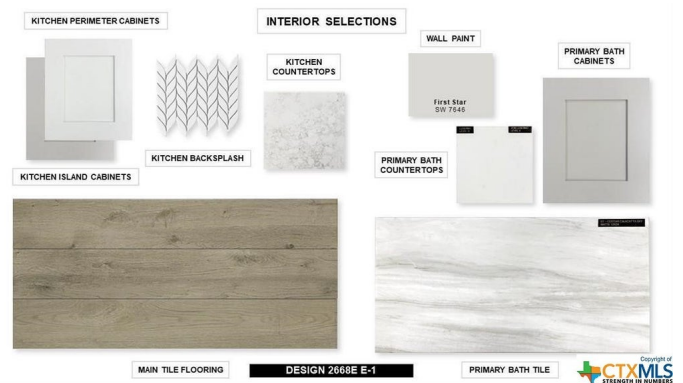 INTERIOR SELECTIONS
KITCHEN PERIMETER CABINETS
KITCHEN
COUNTERTOPS
WALL PAINT
PRIMARY BATH
CABINETS
First Star
SW 7646
KITCHEN BACKSPLASH
PRIMARY BATH
COUNTERTOPS
KITCHEN ISLAND CABINETS
MAIN TILE FLOORING
DESIGN 2668E E-1
PRIMARY BATH TILE
Copyright of
CTXMLS
STRENGTH IN NUMBERS